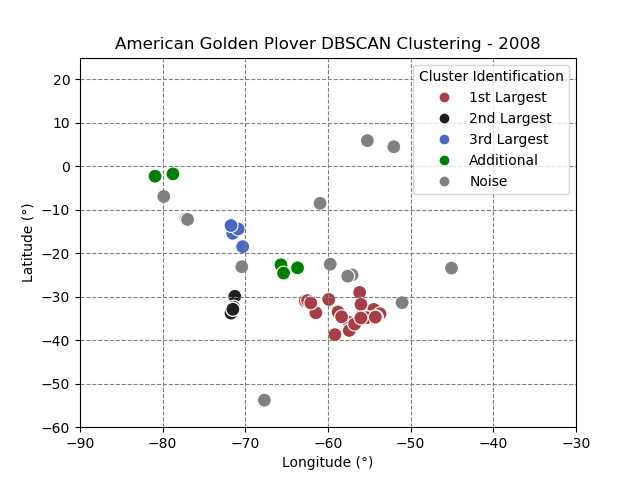 American Golden Plover DBSCAN Clustering - 2008
Cluster Identification
1st Largest
2nd Largest
3rd Largest
Additional
Noise
20
10
0
−10
−20
−30
−40
−50
−60
Latitude (°)
−90
−80
−70
−60
−50
−40
−30
Longitude (°)